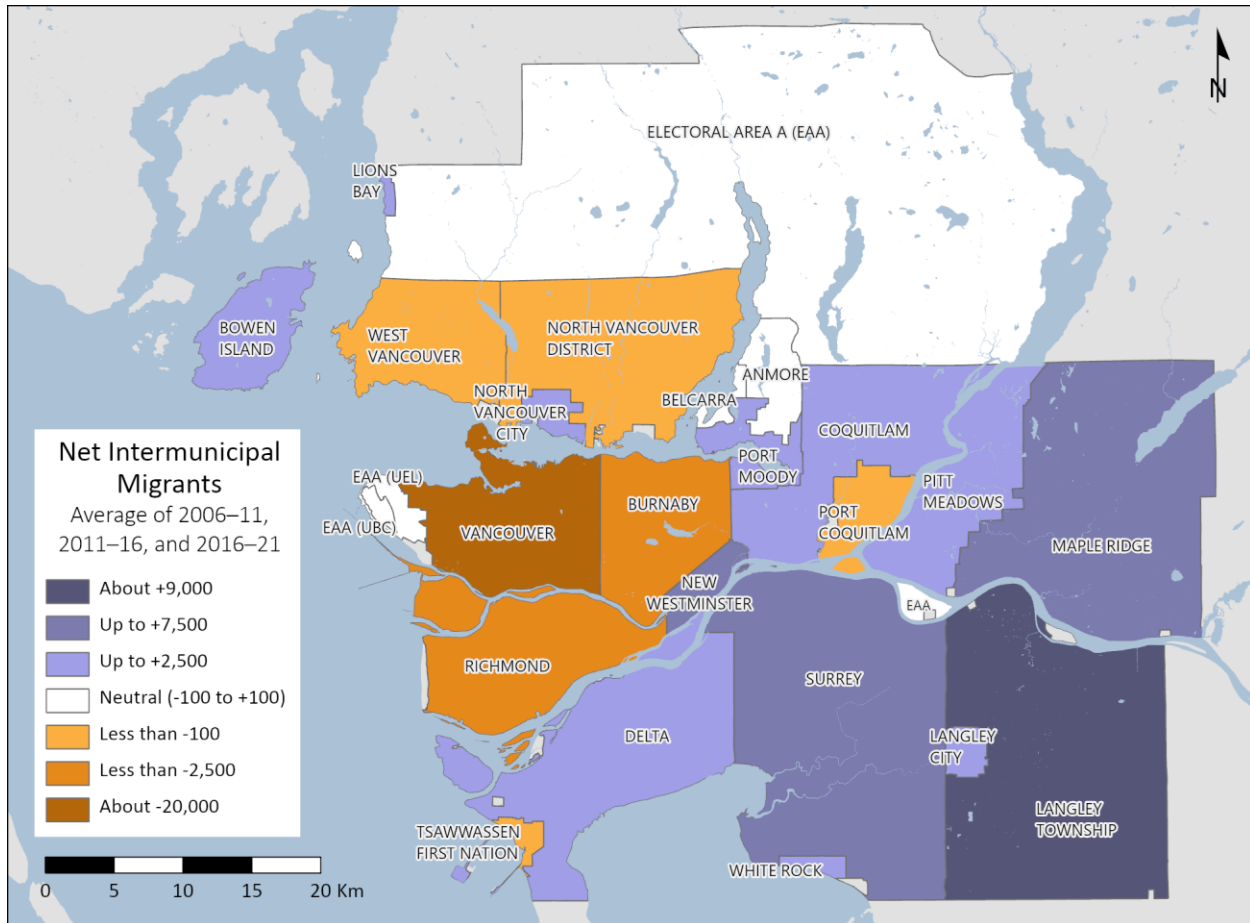 N
ELECTORAL AREA A (EAA)
LIONS
BAY
BOWEN
ISLAND
WEST
VANCOUVER
NORTH VANCOUVER
DISTRICT
NORTH
VANCOUVER
CITY
BELCARRA
ANMORE
COQUITLAM
PORT
MOODY
PITT
MEADOWS
PORT
COQUITLAM
MAPLE RIDGE
EAA (UEL)
EAA (UBC)
VANCOUVER
BURNABY
NEW
WESTMINSTER
EAA
RICHMOND
SURREY
DELTA
LANGLEY
CITY
LANGLEY
TOWNSHIP
TSAWWASSEN
FIRST NATION
WHITE ROCK
Net Intermunicipal
Migrants
Average of 2006–11,
2011–16, and 2016–21
About +9,000
Up to +7,500
Up to +2,500
Neutral (-100 to +100)
Less than -100
Less than -2,500
About -20,000
0 5 10 15 20 Km